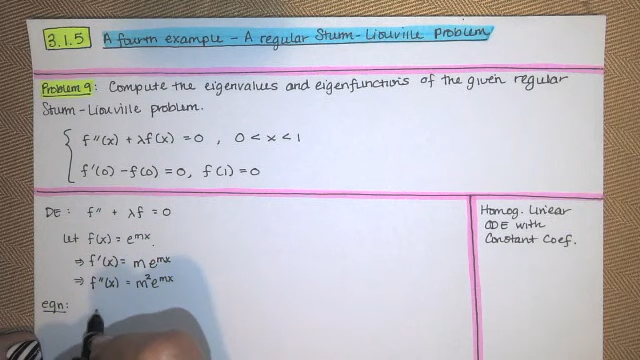 3.1.5 A fourth example - A regular Sturm-Liouville Problem
Problem 9: Compute the eigenvalues and eigenfunctions of the given regular
Sturm-Liouville problem.
f''(x) + λf(x) = 0 , 0 < x < 1
f'(0) - f(0) = 0, f(1) = 0
DE: f'' + λf = 0
Let f(x) = e^{mx}.
⇒ f'(x) = m e^{mx}
⇒ f''(x) = m²e^{mx}
eqn:
Homog. Linear
ODE with
Constant Coef.